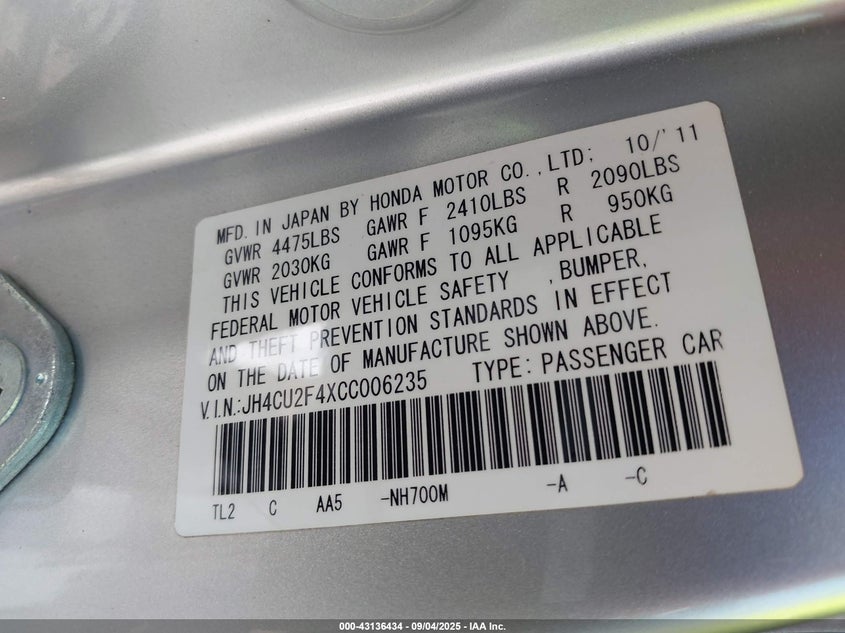 MFD. IN JAPAN BY HONDA MOTOR CO.,LTD; 10/'11
GVWR 4475LBS GAWR F 2410LBS R 2090LBS
GVWR 2030KG GAWR F 1095KG R 950KG
THIS VEHICLE CONFORMS TO ALL APPLICABLE
FEDERAL MOTOR VEHICLE SAFETY ,BUMPER,
AND THEFT PREVENTION STANDARDS IN EFFECT
ON THE DATE OF MANUFACTURE SHOWN ABOVE.
V.I.N.:JH4CU2F4XCC006235 TYPE: PASSENGER CAR
TL2 C AA5 -NH700M -A -C
000-43136434 - 09/04/2025 - IAA Inc.